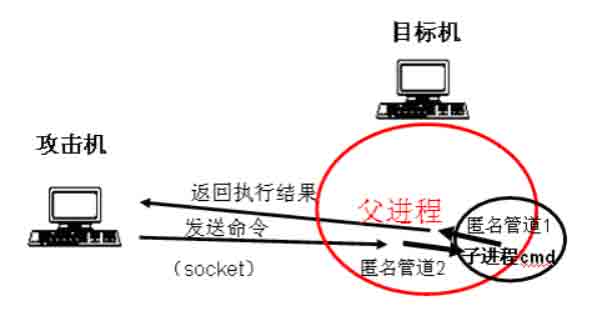 目标机
攻击机
返回执行结果
父进程
发送命令
匿名管道1
（socket）
匿名管道2
子进程cmd